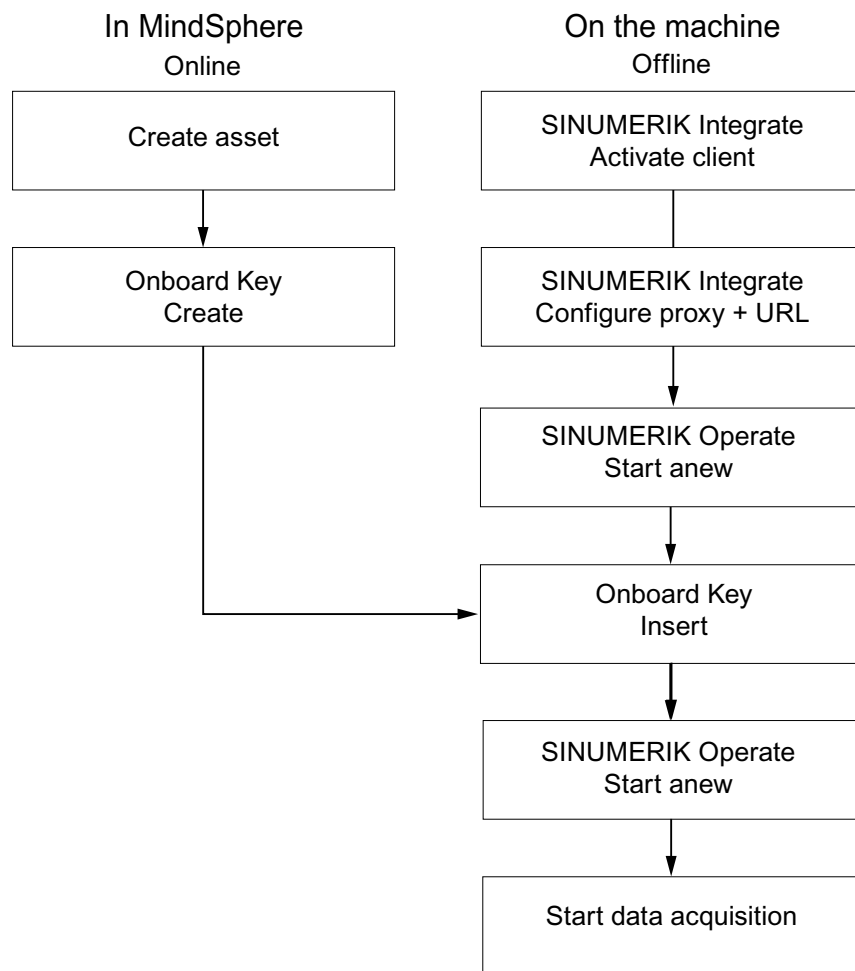 In MindSphere
Online
Create asset
Onboard Key
Create
On the machine
Offline
SINUMERIK Integrate
Activate client
SINUMERIK Integrate
Configure proxy + URL
SINUMERIK Operate
Start anew
Onboard Key
Insert
SINUMERIK Operate
Start anew
Start data acquisition